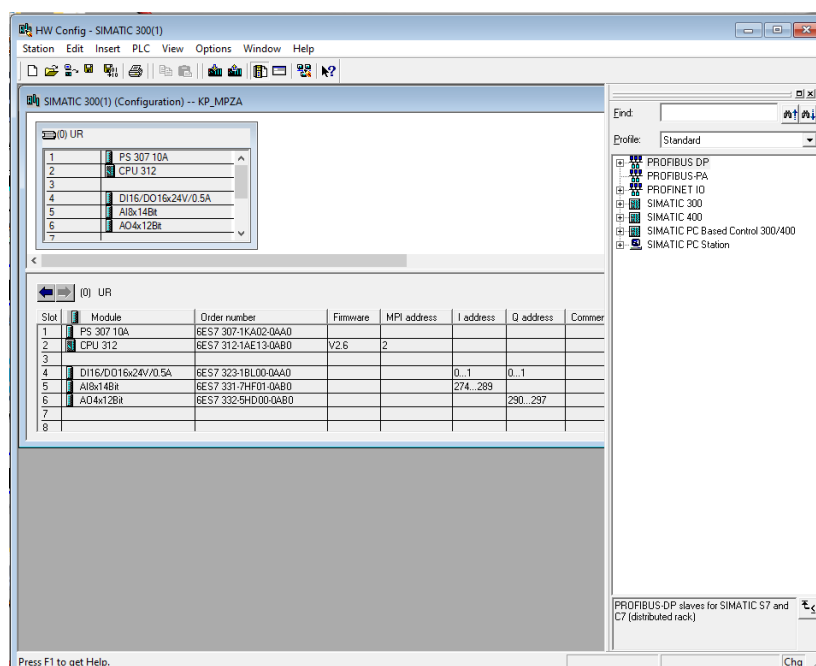 HW Config - SIMATIC 300(1)
Station Edit Insert PLC View Options Window Help
SIMATIC 300(1) (Configuration) -- KP_MPZA
(0) UR
1 PS 307 10A
2 CPU 312
3
4 DI16/DO16x24V/0.5A
5 AI8x14Bit
6 AO4x12Bit
7
(0) UR
Slot Module Order number Firmware MPI address I address Q address Commer
1 PS 307 10A 6ES7 307-1KA02-0AA0
2 CPU 312 6ES7 312-1AE13-0AB0 V2.6 2
3
4 DI16/DO16x24V/0.5A 6ES7 323-1BL00-0AA0 0...1 0...1
5 AI8x14Bit 6ES7 331-7HF01-0AB0 274...289
6 AO4x12Bit 6ES7 332-5HD00-0AB0 290...297
7
8
Find:
Profile: Standard
PROFIBUS DP
PROFIBUS-PA
PROFINET IO
SIMATIC 300
SIMATIC 400
SIMATIC PC Based Control 300/400
SIMATIC PC Station
PROFIBUS-DP slaves for SIMATIC S7 and
C7 (distributed rack)
Press F1 to get Help.
Chg